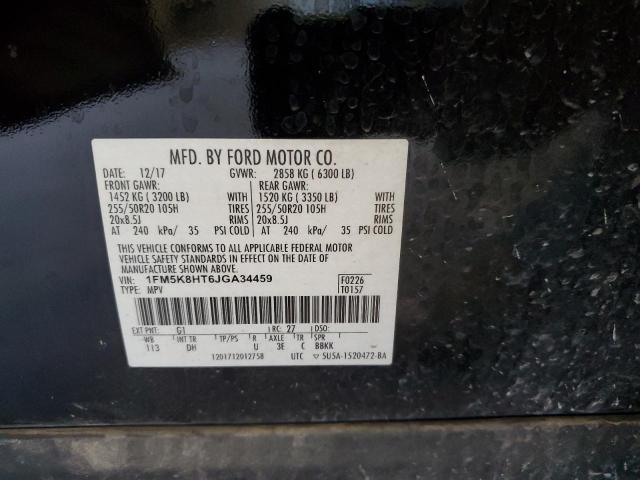 MFD. BY FORD MOTOR CO.
DATE: 12/17 GVWR: 2858 KG ( 6300 LB)
FRONT GAWR: REAR GAWR:
1452 KG ( 3200 LB) WITH 1520 KG ( 3350 LB) WITH
255/50R20 105H TIRES 255/50R20 105H TIRES
20x8.5J RIMS 20x8.5J RIMS
AT 240 kPa/ 35 PSI COLD AT 240 kPa/ 35 PSI COLD
THIS VEHICLE CONFORMS TO ALL APPLICABLE FEDERAL MOTOR
VEHICLE SAFETY STANDARDS IN EFFECT ON THE DATE OF
MANUFACTURE SHOWN ABOVE.
VIN: 1FM5K8HT6JGA34459 F0226
TYPE: MPV T0157
EXT PNT: G1 RC: 27 DSO:
WB INT TR TP/PS R AXLE TR SPR
113 DH U 3E C BBKK
1201712012758 UTC 5U5A-1520472-BA